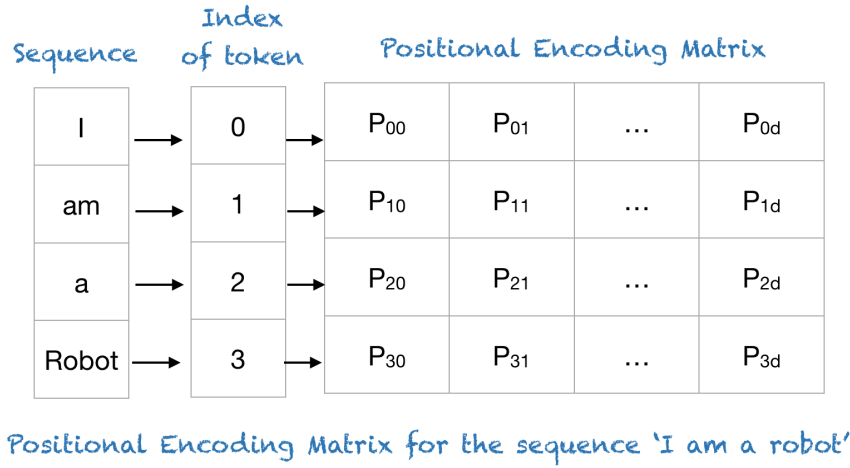 Sequence Index of token Positional Encoding Matrix
I 0 P00 P01 ... P0d
am 1 P10 P11 ... P1d
a 2 P20 P21 ... P2d
Robot 3 P30 P31 ... P3d
Positional Encoding Matrix for the sequence ‘I am a robot’